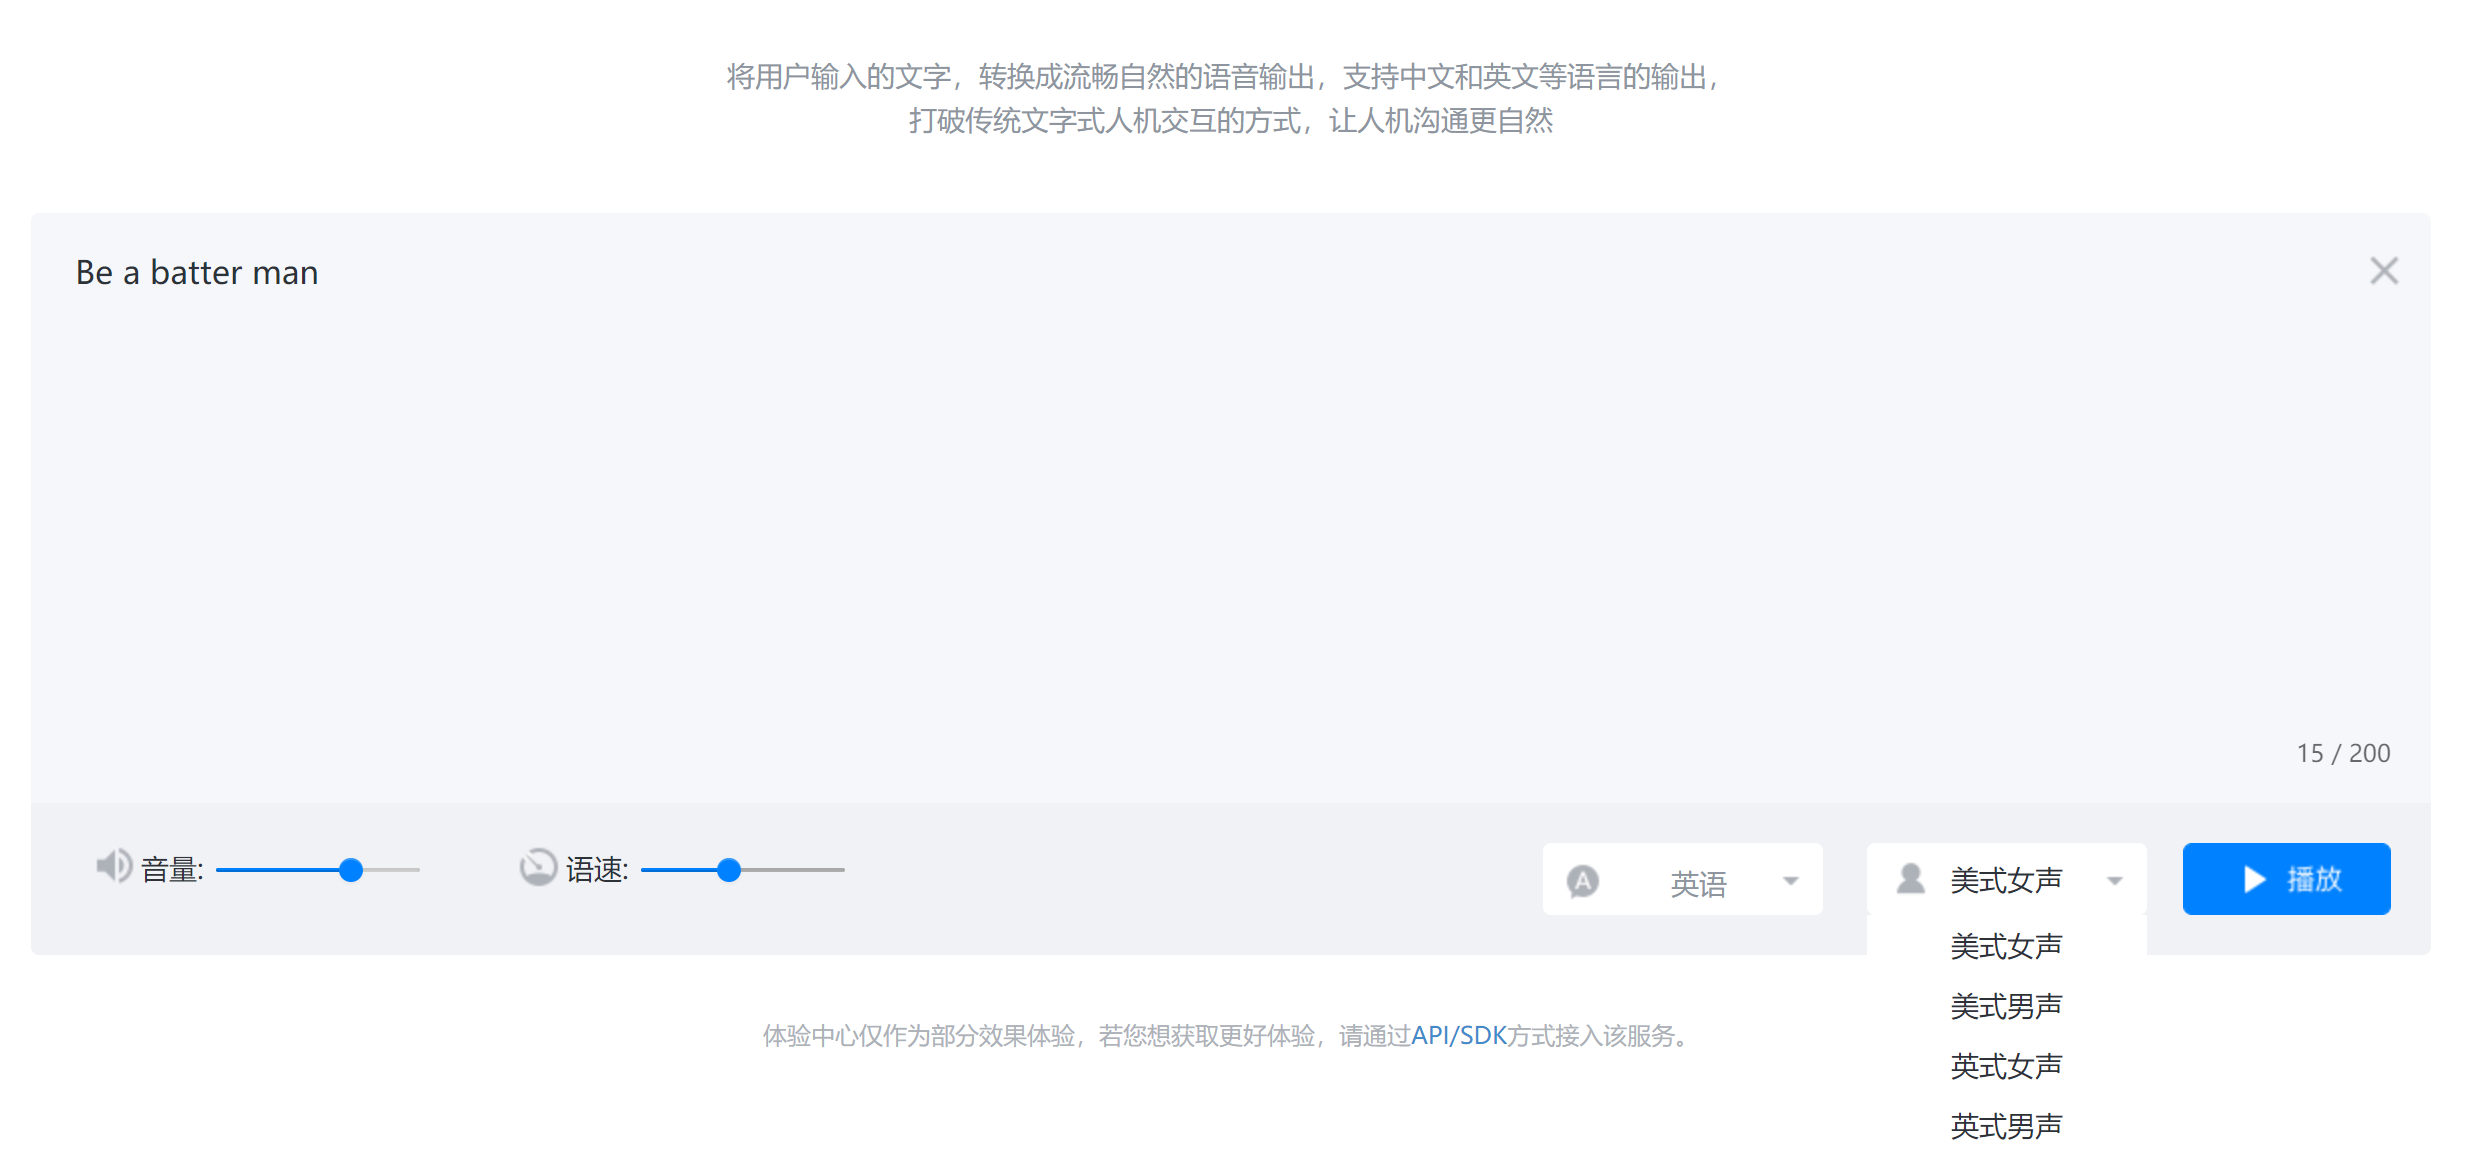 将用户输入的文字，转换成流畅自然的语音输出，支持中文和英文等语言的输出，
打破传统文字式人机交互的方式，让人机沟通更自然
Be a batter man
15 / 200
音量:
语速:
英语
美式女声
播放
美式女声
美式男声
英式女声
英式男声
体验中心仅作为部分效果体验，若您想获取更好体验，请通过API/SDK方式接入该服务。